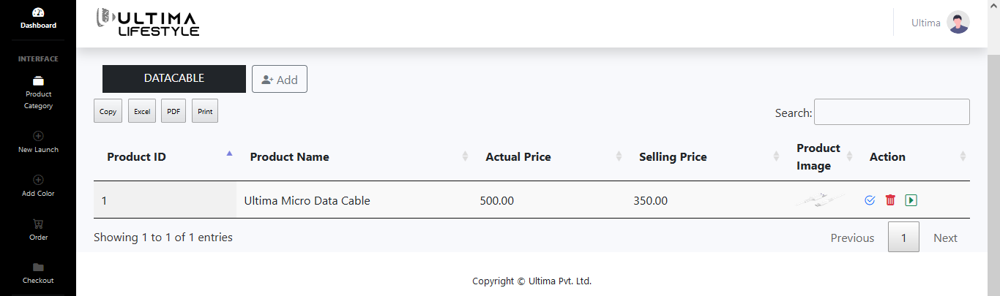 Dashboard
INTERFACE
Product
Category
New Launch
Add Color
Order
Checkout
ULTIMA
LIFESTYLE
Ultima
DATACABLE
Add
Copy Excel PDF Print
Search:
Product ID Product Name Actual Price Selling Price Product Image Action
1 Ultima Micro Data Cable 500.00 350.00
Showing 1 to 1 of 1 entries
Previous 1 Next
Copyright © Ultima Pvt. Ltd.